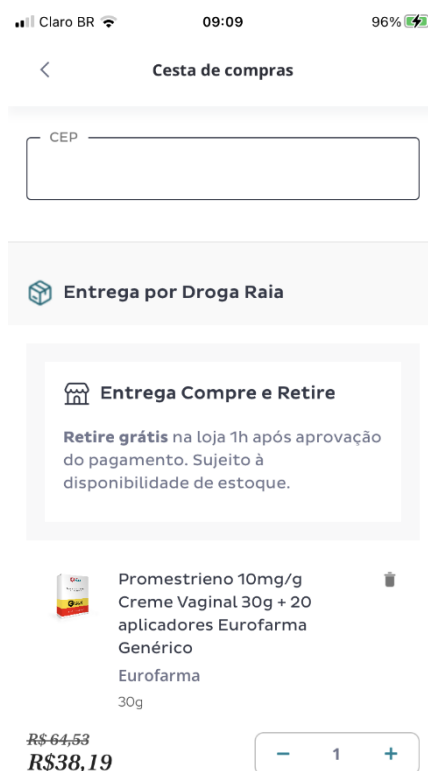 Claro BR 09:09 96%
Cesta de compras
CEP
Entrega por Droga Raia
Entrega Compre e Retire
Retire grátis na loja 1h após aprovação
do pagamento. Sujeito à
disponibilidade de estoque.
Promestrieno 10mg/g
Creme Vaginal 30g + 20
aplicadores Eurofarma
Genérico
Eurofarma
30g
R$ 64,53
R$38,19
1